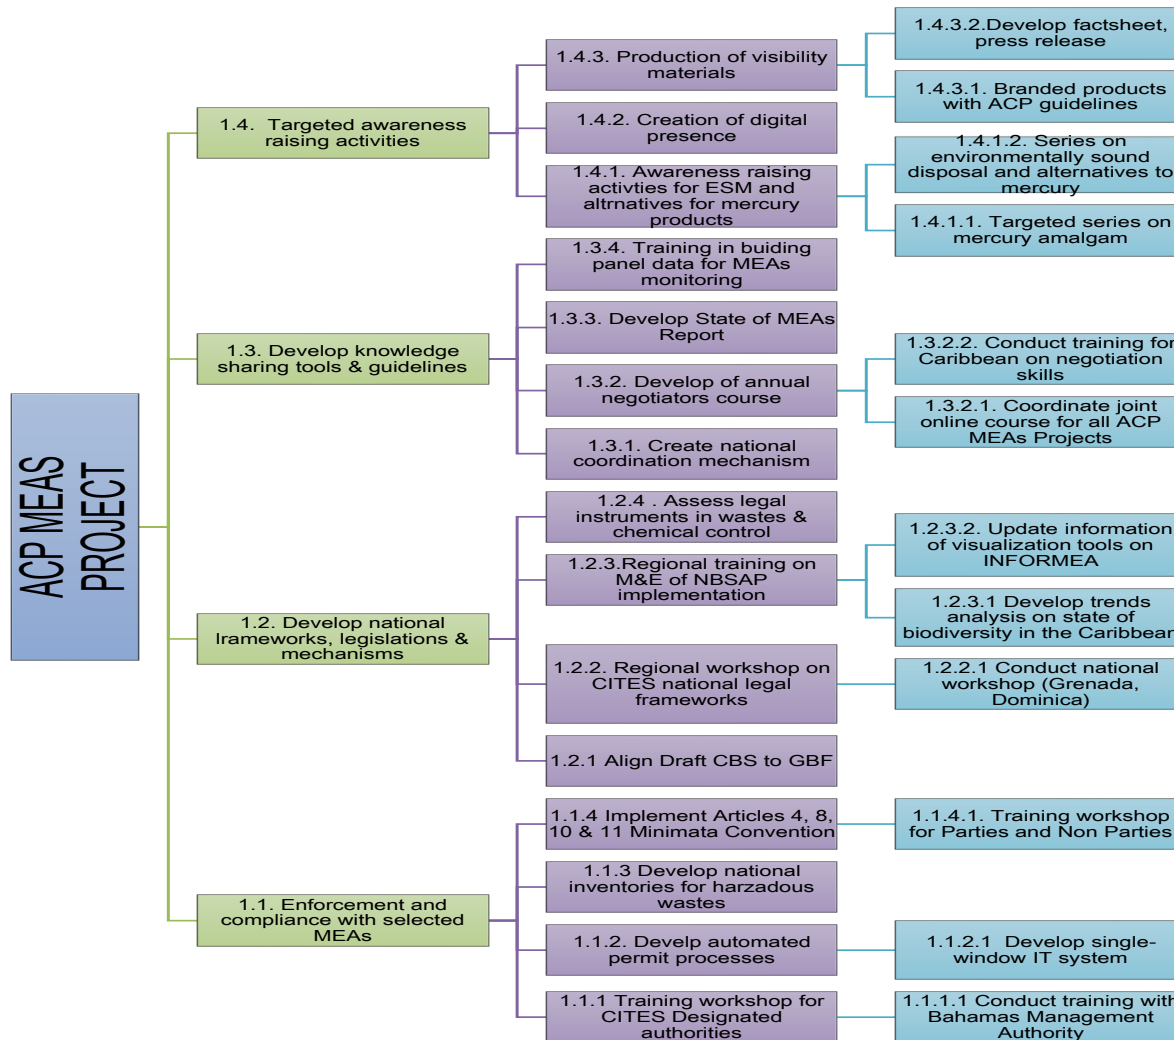 ACP MEAS
PROJECT
1.4. Targeted awareness
raising activities
1.4.3. Production of visibility
materials
1.4.3.2.Develop factsheet,
press release
1.4.3.1. Branded products
with ACP guidelines
1.4.2. Creation of digital
presence
1.4.1. Awareness raising
activties for ESM and
altrnatives for mercury
products
1.4.1.2. Series on
environmentally sound
disposal and alternatives to
mercury
1.4.1.1. Targeted series on
mercury amalgam
1.3. Develop knowledge
sharing tools & guidelines
1.3.4. Training in buiding
panel data for MEAs
monitoring
1.3.3. Develop State of MEAs
Report
1.3.2. Develop of annual
negotiators course
1.3.2.2. Conduct training for
Caribbean on negotiation
skills
1.3.2.1. Coordinate joint
online course for all ACP
MEAs Projects
1.3.1. Create national
coordination mechanism
1.2. Develop national
lrameworks, legislations &
mechanisms
1.2.4 . Assess legal
instruments in wastes &
chemical control
1.2.3.Regional training on
M&E of NBSAP
implementation
1.2.3.2. Update information
of visualization tools on
INFORMEA
1.2.3.1 Develop trends
analysis on state of
biodiversity in the Caribbean
1.2.2. Regional workshop on
CITES national legal
frameworks
1.2.2.1 Conduct national
workshop (Grenada,
Dominica)
1.2.1 Align Draft CBS to GBF
1.1. Enforcement and
compliance with selected
MEAs
1.1.4 Implement Articles 4, 8,
10 & 11 Minimata Convention
1.1.4.1. Training workshop
for Parties and Non Parties
1.1.3 Develop national
inventories for harzadous
wastes
1.1.2. Develp automated
permit processes
1.1.2.1 Develop single-
window IT system
1.1.1 Training workshop for
CITES Designated
authorities
1.1.1.1 Conduct training with
Bahamas Management
Authority